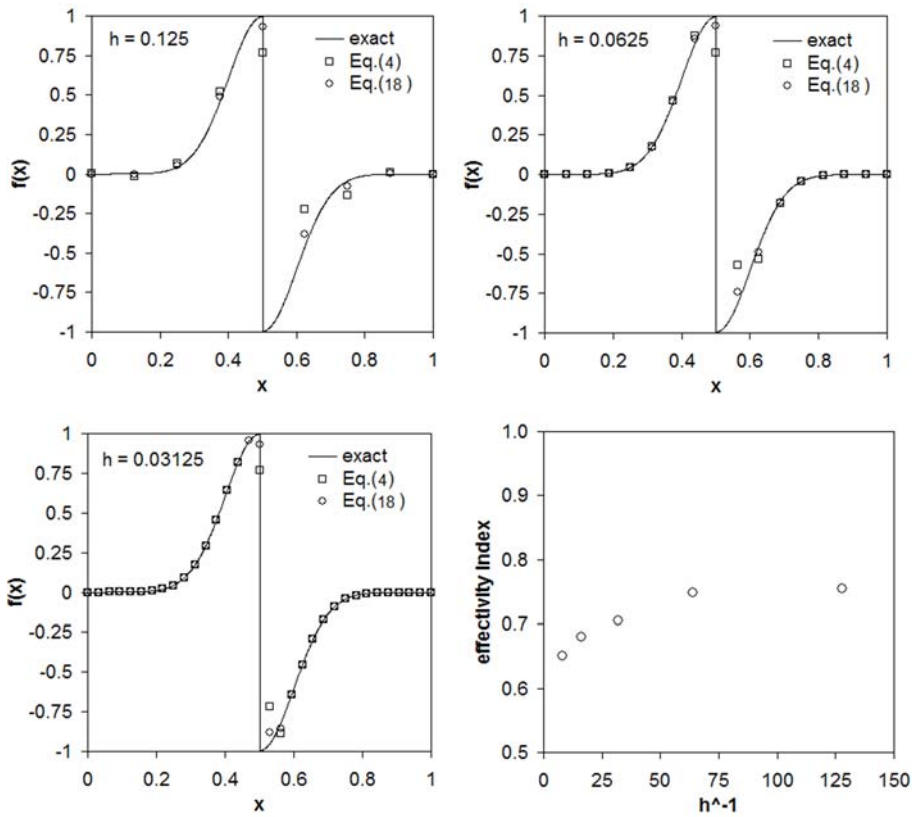 h = 0.125
exact
Eq.(4)
Eq.(18)
1
0.75
0.5
0.25
0
-0.25
-0.5
-0.75
-1
f(x)
0 0.2 0.4 0.6 0.8 1
x
h = 0.0625
exact
Eq.(4)
Eq.(18)
1
0.75
0.5
0.25
0
-0.25
-0.5
-0.75
-1
f(x)
0 0.2 0.4 0.6 0.8 1
x
h = 0.03125
exact
Eq.(4)
Eq.(18)
1
0.75
0.5
0.25
0
-0.25
-0.5
-0.75
-1
f(x)
0 0.2 0.4 0.6 0.8 1
x
1.0
0.9
0.8
0.7
0.6
0.5
effectivity Index
0 25 50 75 100 125 150
h^-1